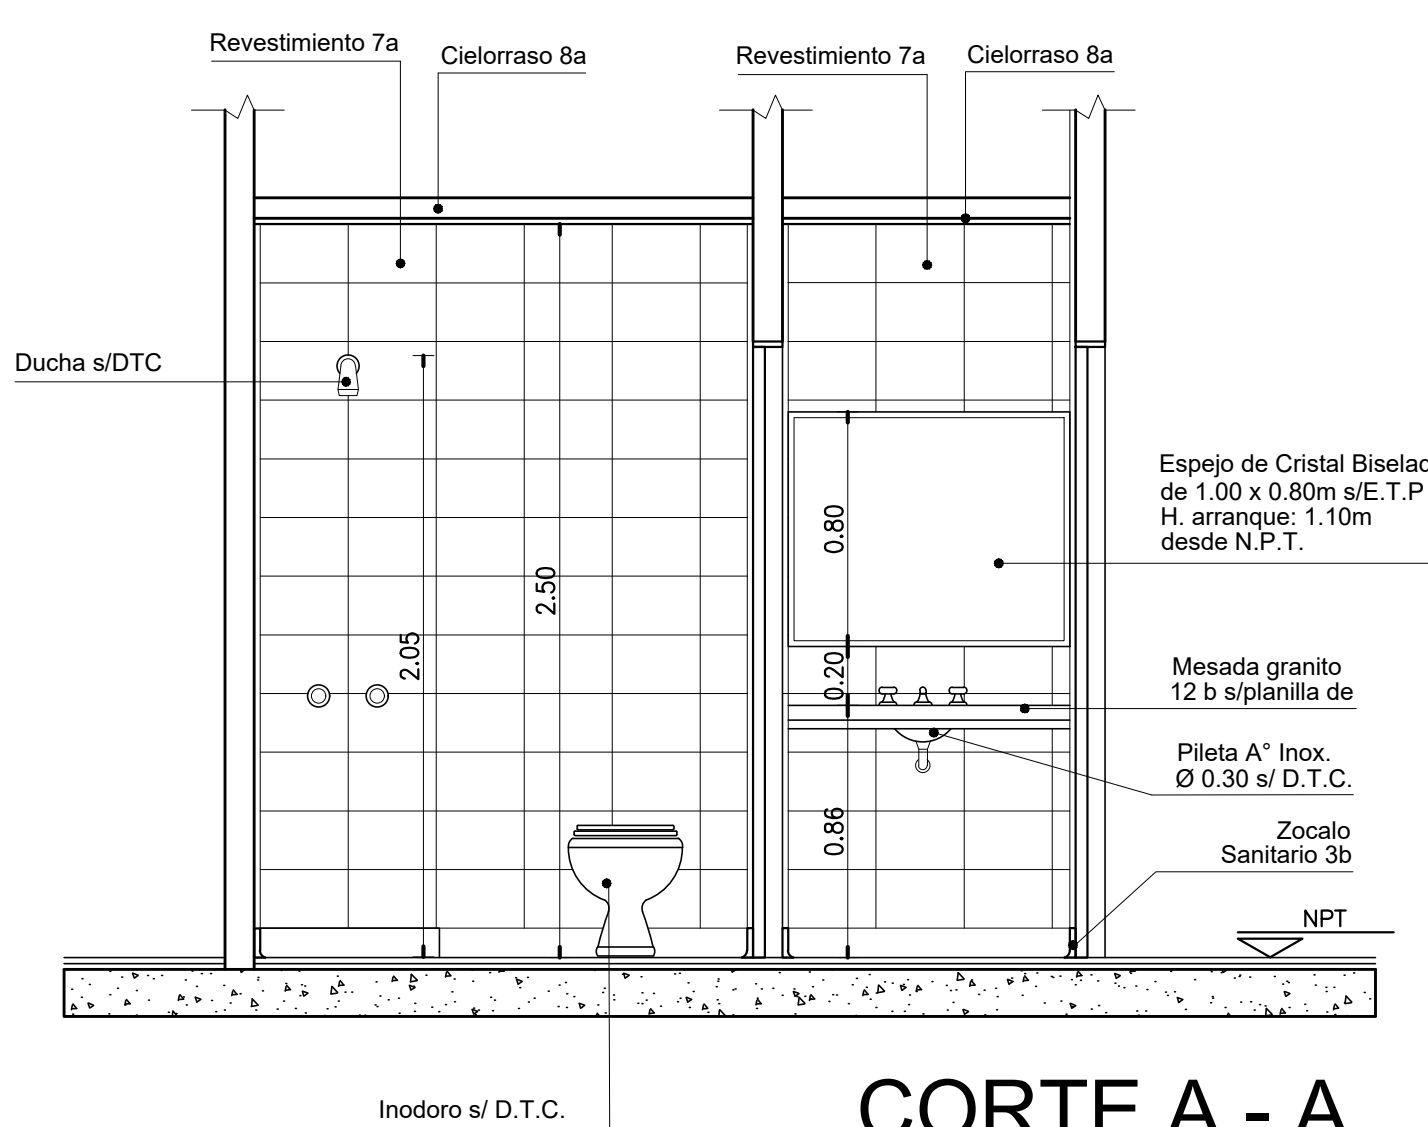 Revestimiento 7a
Cielorraso 8a
Revestimiento 7a
Cielorraso 8a
Ducha s/DTC
Espejo de Cristal Biselad
de 1.00 x 0.80m s/E.T.P
H. arranque: 1.10m
desde N.P.T.
0.80
2.50
2.05
0.20
Mesada granito
12 b s/planilla de
Pileta A° Inox.
Ø 0.30 s/ D.T.C.
0.86
Zocalo
Sanitario 3b
NPT
Inodoro s/ D.T.C.
CORTE A - A